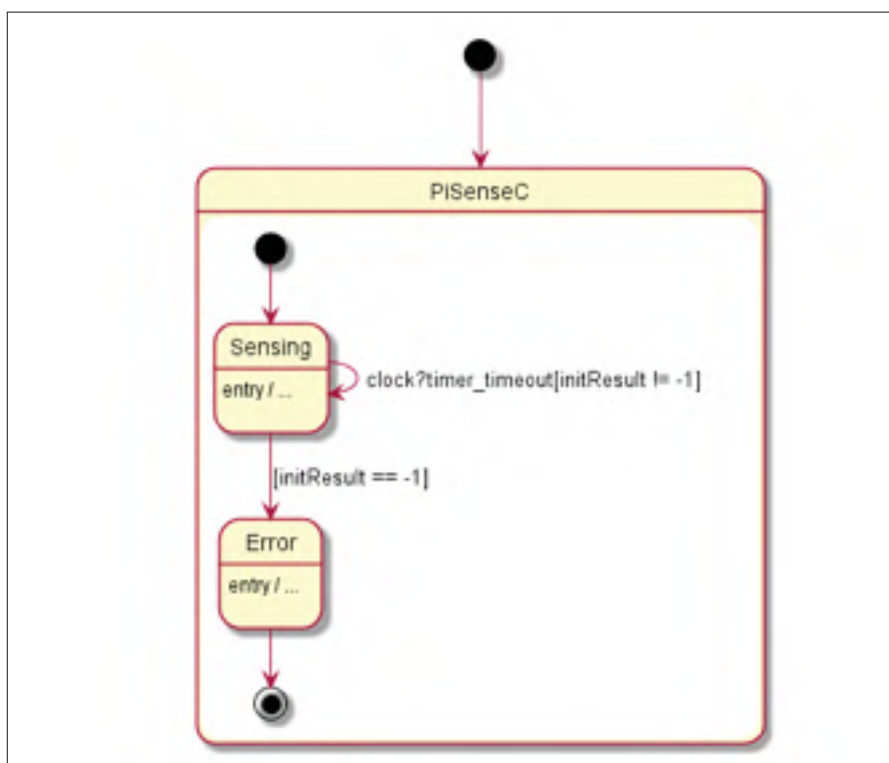 PiSenseC
Sensing
entry / ...
clock?timer_timeout[initResult != -1]
[initResult == -1]
Error
entry / ...